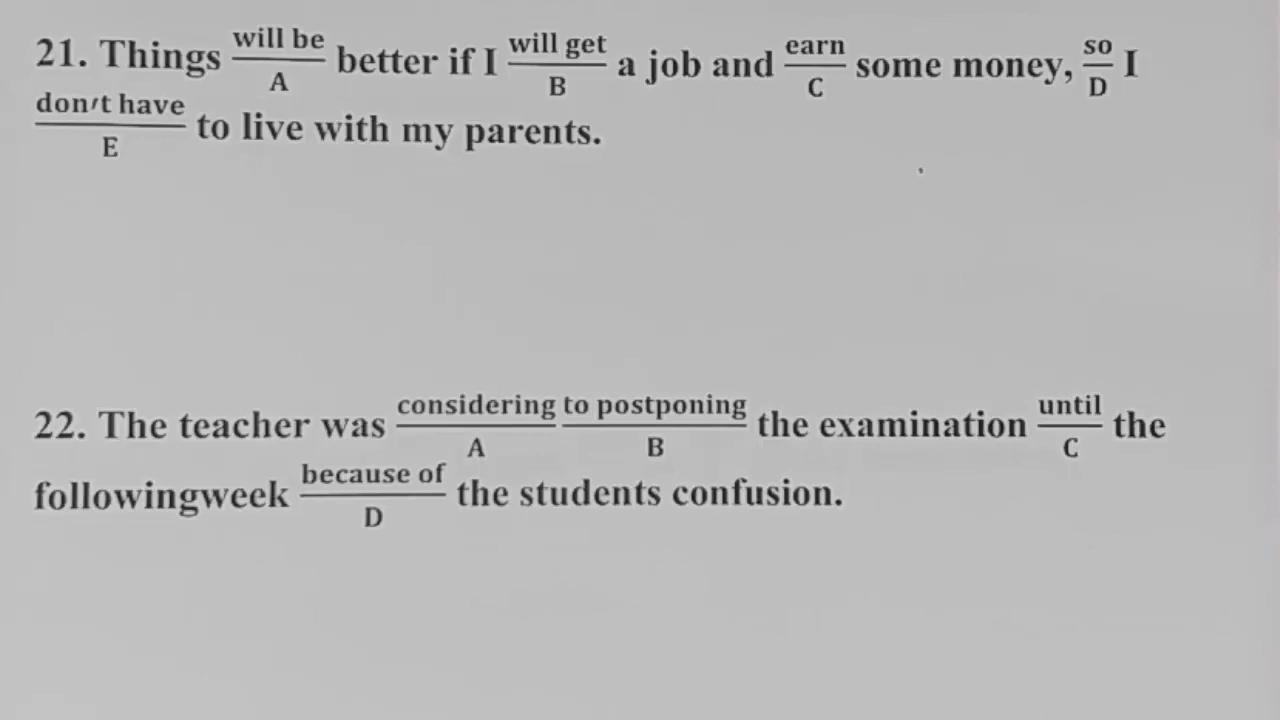 21. Things will be better if I will get a job and earn some money, so I
A B C D
don't have to live with my parents.
E
22. The teacher was considering to postponing the examination until the
A B C
followingweek because of the students confusion.
D